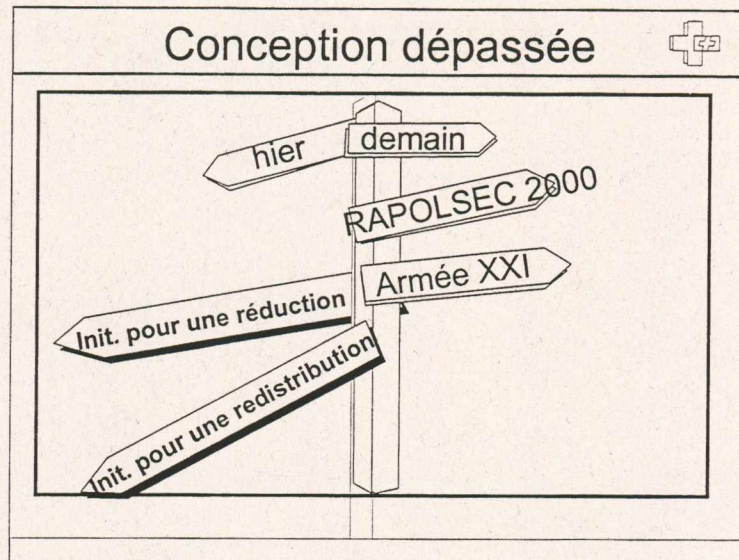 Conception dépassée
hier
demain
RAPOLSEC 2000
Armée XXI
Init. pour une réduction
Init. pour une redistribution